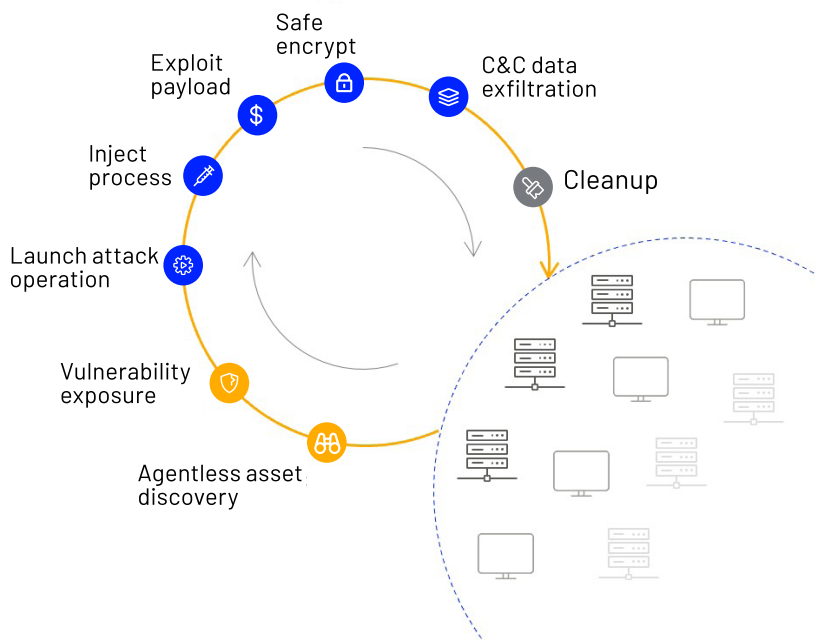 Safe
encrypt
C&C data
exfiltration
Exploit
payload
Inject
process
Cleanup
Launch attack
operation
Vulnerability
exposure
Agentless asset
discovery